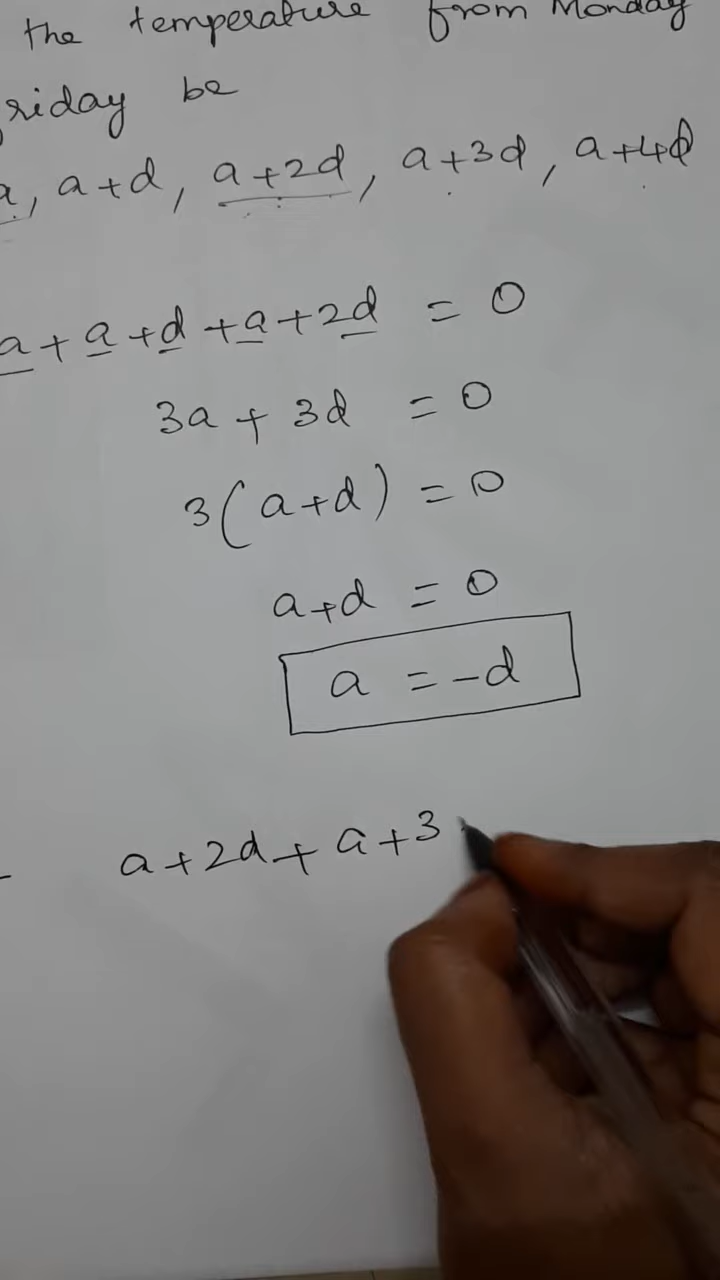 the temperature from Monday
riday be
a, a+d, a+2d, a+3d, a+4d
a + a + d + a + 2d = 0
3a + 3d = 0
3(a+d) = 0
a+d = 0
a = -d
a+2d + a+3